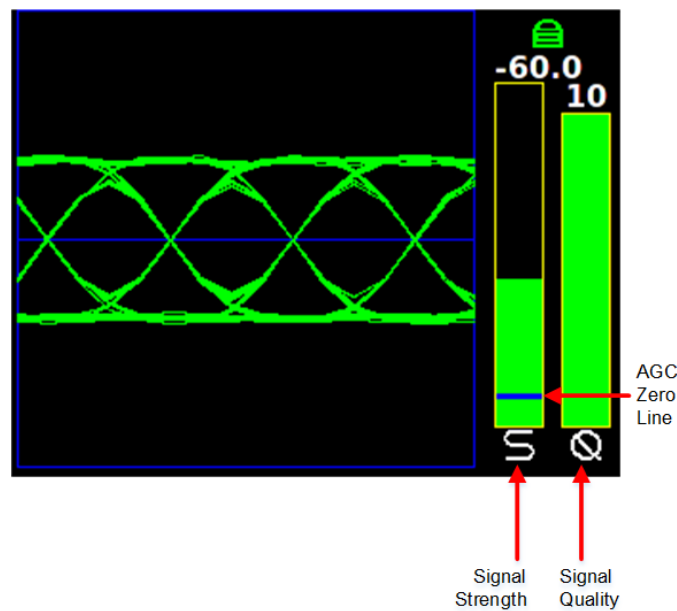 -60.0
10
AGC
Zero
Line
S
Q
Signal
Strength
Signal
Quality